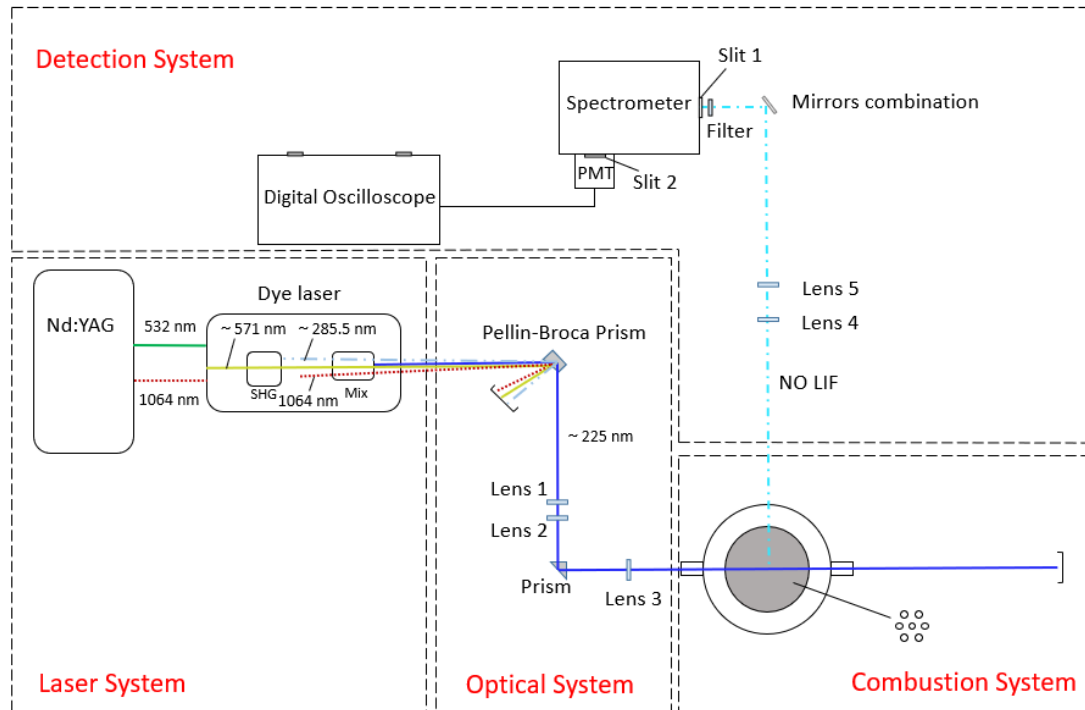 Detection System
Slit 1
Spectrometer
Mirrors combination
Filter
PMT
Slit 2
Digital Oscilloscope
Lens 5
Lens 4
NO LIF
Nd:YAG
532 nm
1064 nm
Dye laser
~571 nm
~285.5 nm
SHG
1064 nm
Mix
Pellin-Broca Prism
~225 nm
Lens 1
Lens 2
Prism
Lens 3
Laser System
Optical System
Combustion System